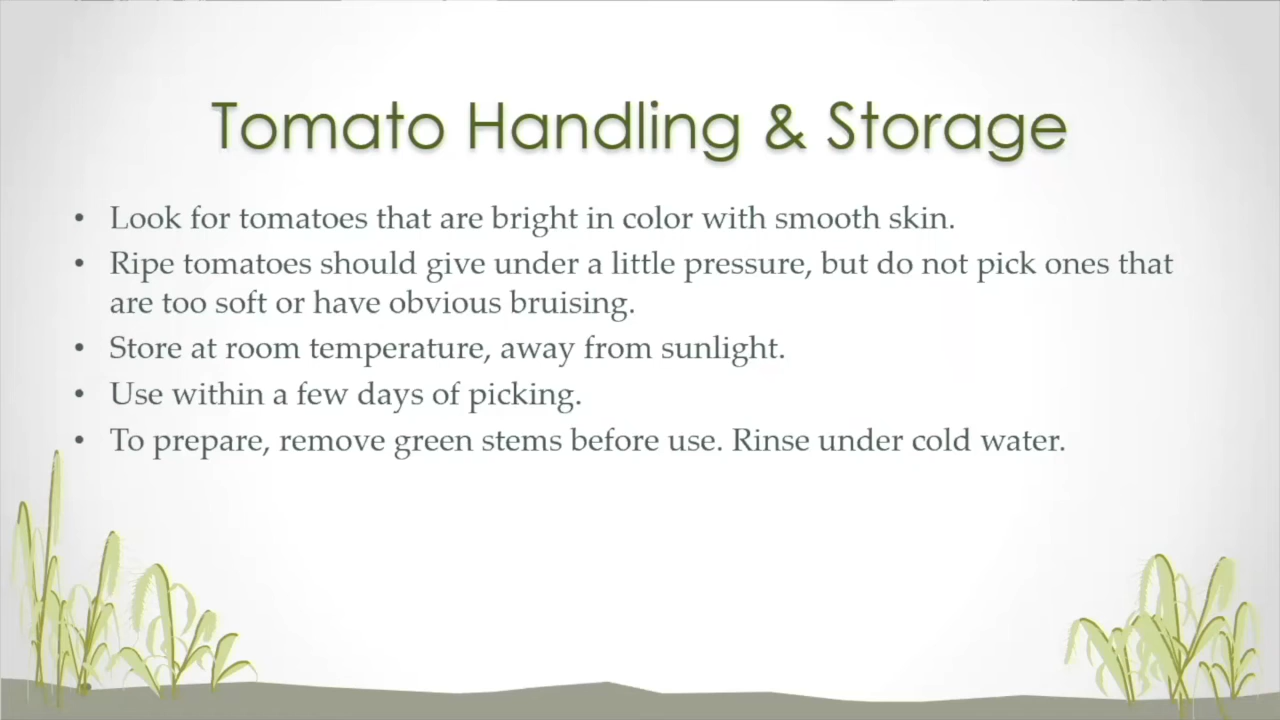 Tomato Handling & Storage
• Look for tomatoes that are bright in color with smooth skin.
• Ripe tomatoes should give under a little pressure, but do not pick ones that
are too soft or have obvious bruising.
• Store at room temperature, away from sunlight.
• Use within a few days of picking.
• To prepare, remove green stems before use. Rinse under cold water.